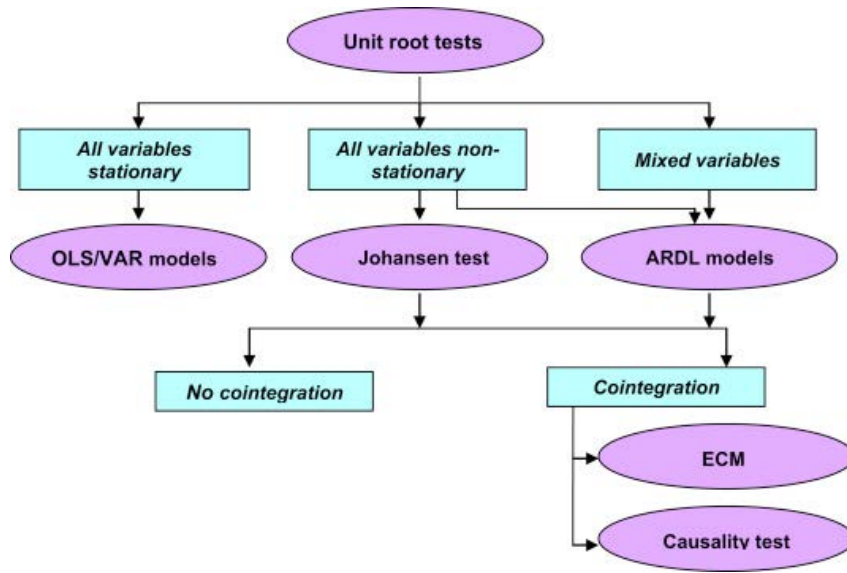 Unit root tests
All variables
stationary
All variables non-
stationary
Mixed variables
OLS/VAR models
Johansen test
ARDL models
No cointegration
Cointegration
ECM
Causality test